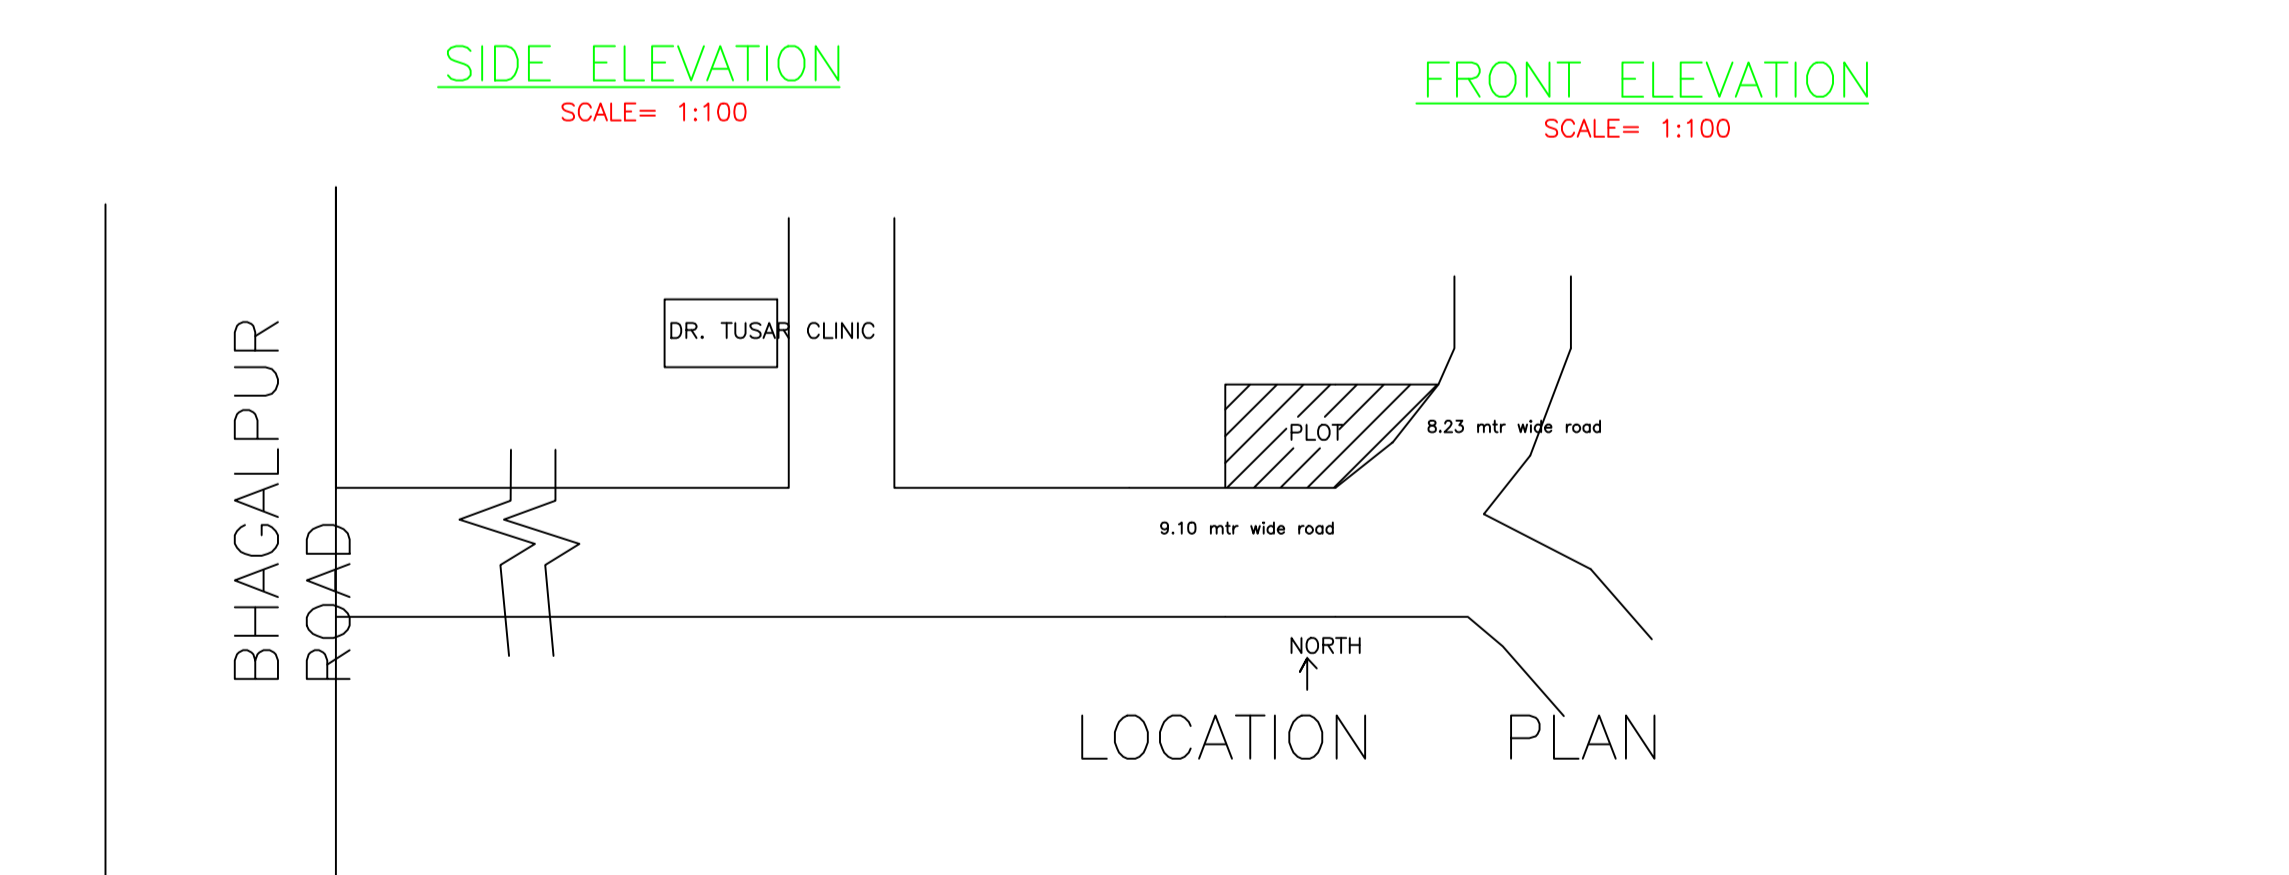 SIDE ELEVATION
SCALE= 1:100
FRONT ELEVATION
SCALE= 1:100
BHAGALPUR
ROAD
DR. TUSAR CLINIC
PLOT
8.23 mtr wide road
9.10 mtr wide road
NORTH
LOCATION PLAN